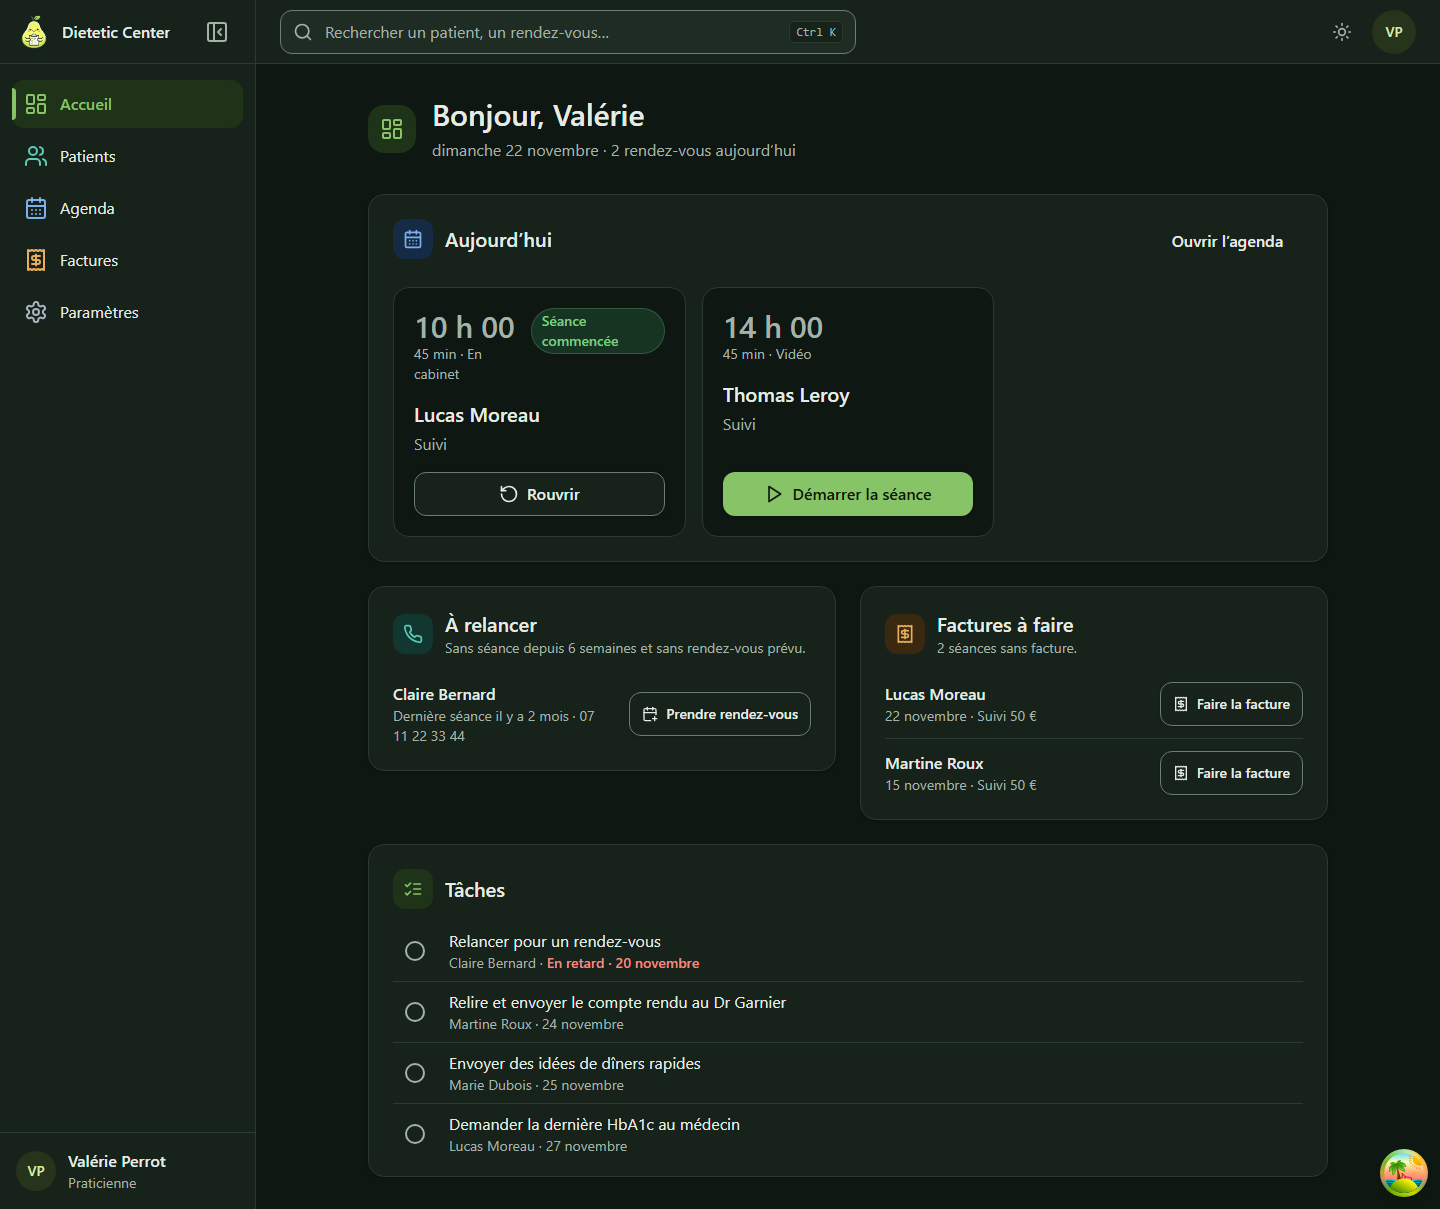 Dietetic Center
Rechercher un patient, un rendez-vous...
Ctrl K
VP
Accueil
Patients
Agenda
Factures
Paramètres
Bonjour, Valérie
dimanche 22 novembre · 2 rendez-vous aujourd’hui
Aujourd’hui
Ouvrir l’agenda
10 h 00
Séance
commencée
45 min · En
cabinet
Lucas Moreau
Suivi
Rouvrir
14 h 00
45 min · Vidéo
Thomas Leroy
Suivi
Démarrer la séance
À relancer
Sans séance depuis 6 semaines et sans rendez-vous prévu.
Claire Bernard
Dernière séance il y a 2 mois · 07
11 22 33 44
Prendre rendez-vous
Factures à faire
2 séances sans facture.
Lucas Moreau
22 novembre · Suivi 50 €
Faire la facture
Martine Roux
15 novembre · Suivi 50 €
Faire la facture
Tâches
Relancer pour un rendez-vous
Claire Bernard · En retard · 20 novembre
Relire et envoyer le compte rendu au Dr Garnier
Martine Roux · 24 novembre
Envoyer des idées de dîners rapides
Marie Dubois · 25 novembre
Demander la dernière HbA1c au médecin
Lucas Moreau · 27 novembre
VP
Valérie Perrot
Praticienne